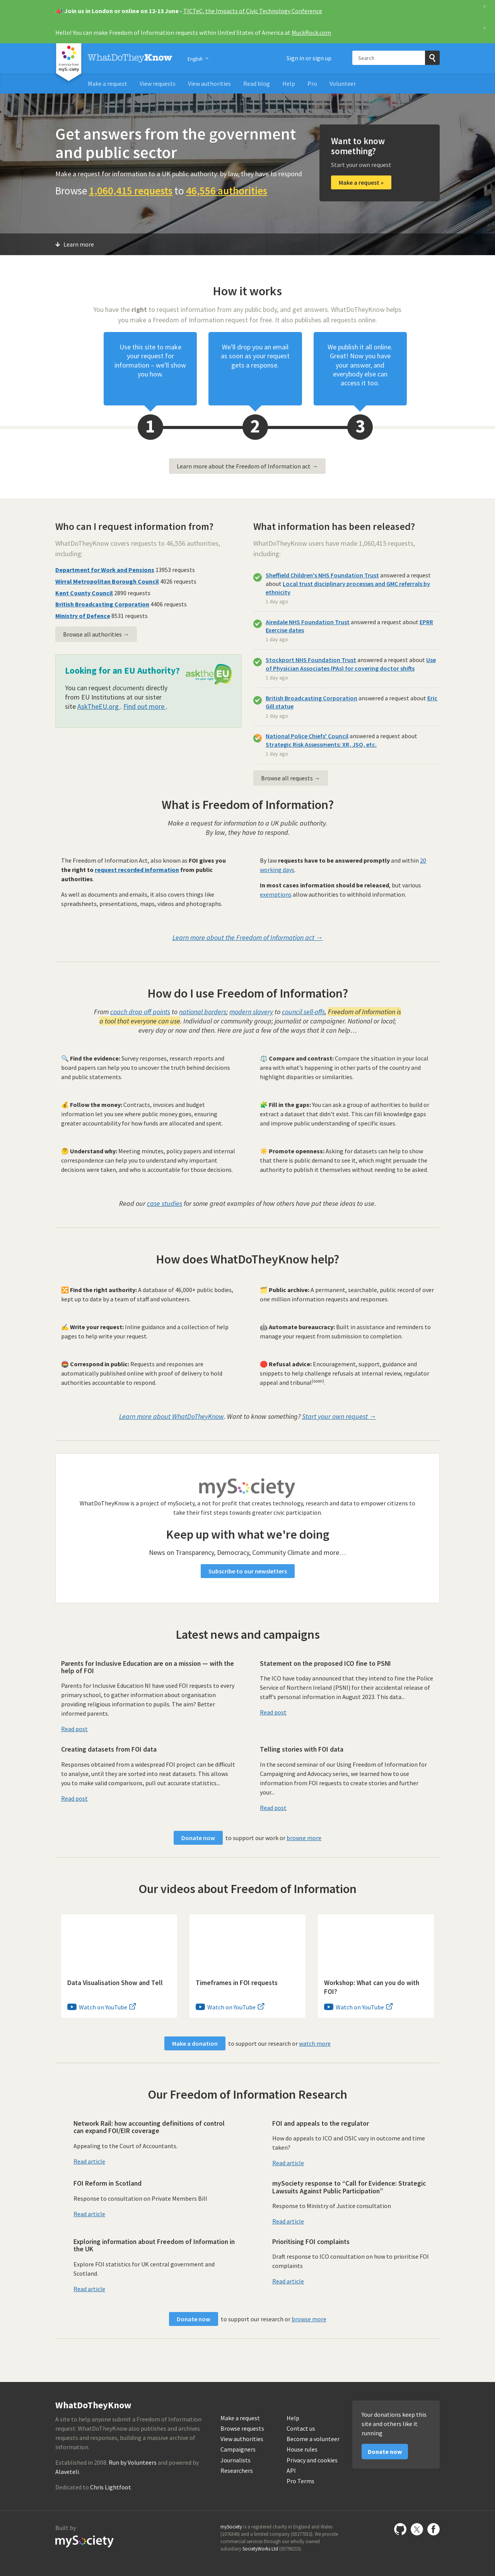 📣 Join us in London or online on 12-13 June - TICTeC, the Impacts of Civic Technology Conference
×
Hello! You can make Freedom of Information requests within United States of America at MuckRock.com
×
mySociety
WhatDoTheyKnow
English
Sign in or sign up
Search
Make a request
View requests
View authorities
Read blog
Help
Pro
Volunteer
Get answers from the government and public sector
Make a request for information to a UK public authority: by law, they have to respond
Browse 1,060,415 requests to 46,556 authorities
Want to know something?
Start your own request
Make a request »
Learn more
How it works
You have the right to request information from any public body, and get answers. WhatDoTheyKnow helps
you make a Freedom of Information request for free. It also publishes all requests online.
Use this site to make
your request for
information – we'll show
you how.
We'll drop you an email
as soon as your request
gets a response.
We publish it all online.
Great! Now you have
your answer, and
everybody else can
access it too.
1
2
3
Learn more about the Freedom of Information act →
Who can I request information from?
WhatDoTheyKnow covers requests to 46,556 authorities,
including:
Department for Work and Pensions 13953 requests
Wirral Metropolitan Borough Council 4026 requests
Kent County Council 2890 requests
British Broadcasting Corporation 4406 requests
Ministry of Defence 8531 requests
Browse all authorities →
Looking for an EU Authority?
asktheEU
You can request documents directly
from EU Institutions at our sister
site AskTheEU.org . Find out more .
What information has been released?
WhatDoTheyKnow users have made 1,060,415 requests,
including:
Sheffield Children's NHS Foundation Trust answered a request
about Local trust disciplinary processes and GMC referrals by
ethnicity
1 day ago
Airedale NHS Foundation Trust answered a request about EPRR
Exercise dates
1 day ago
Stockport NHS Foundation Trust answered a request about Use
of Physician Associates (PAs) for covering doctor shifts
1 day ago
British Broadcasting Corporation answered a request about Eric
Gill statue
1 day ago
National Police Chiefs' Council answered a request about
Strategic Risk Assessments: XR, JSO, etc.
1 day ago
Browse all requests →
What is Freedom of Information?
Make a request for information to a UK public authority.
By law, they have to respond.
The Freedom of Information Act, also known as FOI gives you
the right to request recorded information from public
authorities.
As well as documents and emails, it also covers things like
spreadsheets, presentations, maps, videos and photographs.
By law requests have to be answered promptly and within 20
working days.
In most cases information should be released, but various
exemptions allow authorities to withhold information.
Learn more about the Freedom of Information act →
How do I use Freedom of Information?
From coach drop off points to national borders; modern slavery to council sell-offs, Freedom of Information is
a tool that everyone can use. Individual or community group; journalist or campaigner. National or local;
every day or now and then. Here are just a few of the ways that it can help…
🔍 Find the evidence: Survey responses, research reports and
board papers can help you to uncover the truth behind decisions
and public statements.
⚖️ Compare and contrast: Compare the situation in your local
area with what's happening in other parts of the country and
highlight disparities or similarities.
💰 Follow the money: Contracts, invoices and budget
information let you see where public money goes, ensuring
greater accountability for how funds are allocated and spent.
🧩 Fill in the gaps: You can ask a group of authorities to build or
extract a dataset that didn't exist. This can fill knowledge gaps
and improve public understanding of specific issues.
🤔 Understand why: Meeting minutes, policy papers and internal
correspondence can help you to understand why important
decisions were taken, and who is accountable for those decisions.
☀️ Promote openness: Asking for datasets can help to show
that there is public demand to see it, which might persuade the
authority to publish it themselves without needing to be asked.
Read our case studies for some great examples of how others have put these ideas to use.
How does WhatDoTheyKnow help?
🔀 Find the right authority: A database of 46,000+ public bodies,
kept up to date by a team of staff and volunteers.
🗂️ Public archive: A permanent, searchable, public record of over
one million information requests and responses.
✍️ Write your request: Inline guidance and a collection of help
pages to help write your request.
🤖 Automate bureaucracy: Built in assistance and reminders to
manage your request from submission to completion.
📮 Correspond in public: Requests and responses are
automatically published online with proof of delivery to hold
authorities accountable to respond.
🛑 Refusal advice: Encouragement, support, guidance and
snippets to help challenge refusals at internal review, regulator
appeal and tribunal(soon).
Learn more about WhatDoTheyKnow. Want to know something? Start your own request →
mySociety
WhatDoTheyKnow is a project of mySociety, a not for profit that creates technology, research and data to empower citizens to
take their first steps towards greater civic participation.
Keep up with what we're doing
News on Transparency, Democracy, Community Climate and more…
Subscribe to our newsletters
Latest news and campaigns
Parents for Inclusive Education are on a mission — with the
help of FOI
Parents for Inclusive Education NI have used FOI requests to every
primary school, to gather information about organisation
providing religious information to pupils. The aim? Better
informed parents.
Read post
Statement on the proposed ICO fine to PSNI
The ICO have today announced that they intend to fine the Police
Service of Northern Ireland (PSNI) for their accidental release of
staff's personal information in August 2023. This data...
Read post
Creating datasets from FOI data
Responses obtained from a widespread FOI project can be difficult
to analyse, until they are sorted into neat datasets. This allows
you to make valid comparisons, pull out accurate statistics...
Read post
Telling stories with FOI data
In the second seminar of our Using Freedom of Information for
Campaigning and Advocacy series, we learned how to use
information from FOI requests to create stories and further
your...
Read post
Donate now to support our work or browse more
Our videos about Freedom of Information
Data Visualisation Show and Tell
Watch on YouTube
Timeframes in FOI requests
Watch on YouTube
Workshop: What can you do with
FOI?
Watch on YouTube
Make a donation to support our research or watch more
Our Freedom of Information Research
Network Rail: how accounting definitions of control
can expand FOI/EIR coverage
Appealing to the Court of Accountants.
Read article
FOI and appeals to the regulator
How do appeals to ICO and OSIC vary in outcome and time
taken?
Read article
FOI Reform in Scotland
Response to consultation on Private Members Bill
Read article
mySociety response to “Call for Evidence: Strategic
Lawsuits Against Public Participation”
Response to Ministry of Justice consultation
Read article
Exploring information about Freedom of Information in
the UK
Explore FOI statistics for UK central government and
Scotland.
Read article
Prioritising FOI complaints
Draft response to ICO consultation on how to prioritise FOI
complaints
Read article
Donate now to support our research or browse more
WhatDoTheyKnow
A site to help anyone submit a Freedom of Information
request. WhatDoTheyKnow also publishes and archives
requests and responses, building a massive archive of
information.
Established in 2008. Run by Volunteers and powered by
Alaveteli.
Dedicated to Chris Lightfoot.
Make a request
Browse requests
View authorities
Campaigners
Journalists
Researchers
Help
Contact us
Become a volunteer
House rules
Privacy and cookies
API
Pro Terms
Your donations keep this
site and others like it
running
Donate now
Built by
mySociety
mySociety is a registered charity in England and Wales
(1076346) and a limited company (03277032). We provide
commercial services through our wholly owned
subsidiary SocietyWorks Ltd (05798215).